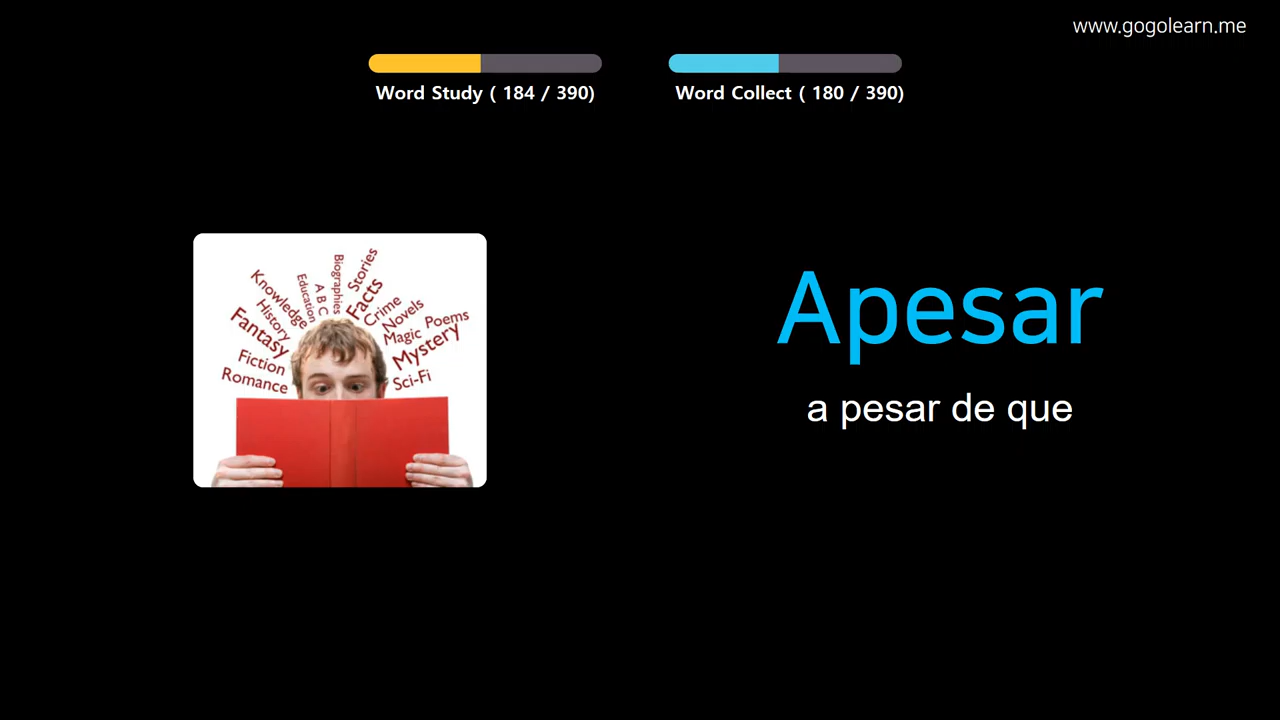 www.gogolearn.me
Word Study ( 184 / 390)
Word Collect ( 180 / 390)
Apesar
a pesar de que
Knowledge
History
Fantasy
Fiction
Romance
Education
A B C
Biographies
Stories
Facts
Crime
Novels
Magic
Poems
Mystery
Sci-Fi